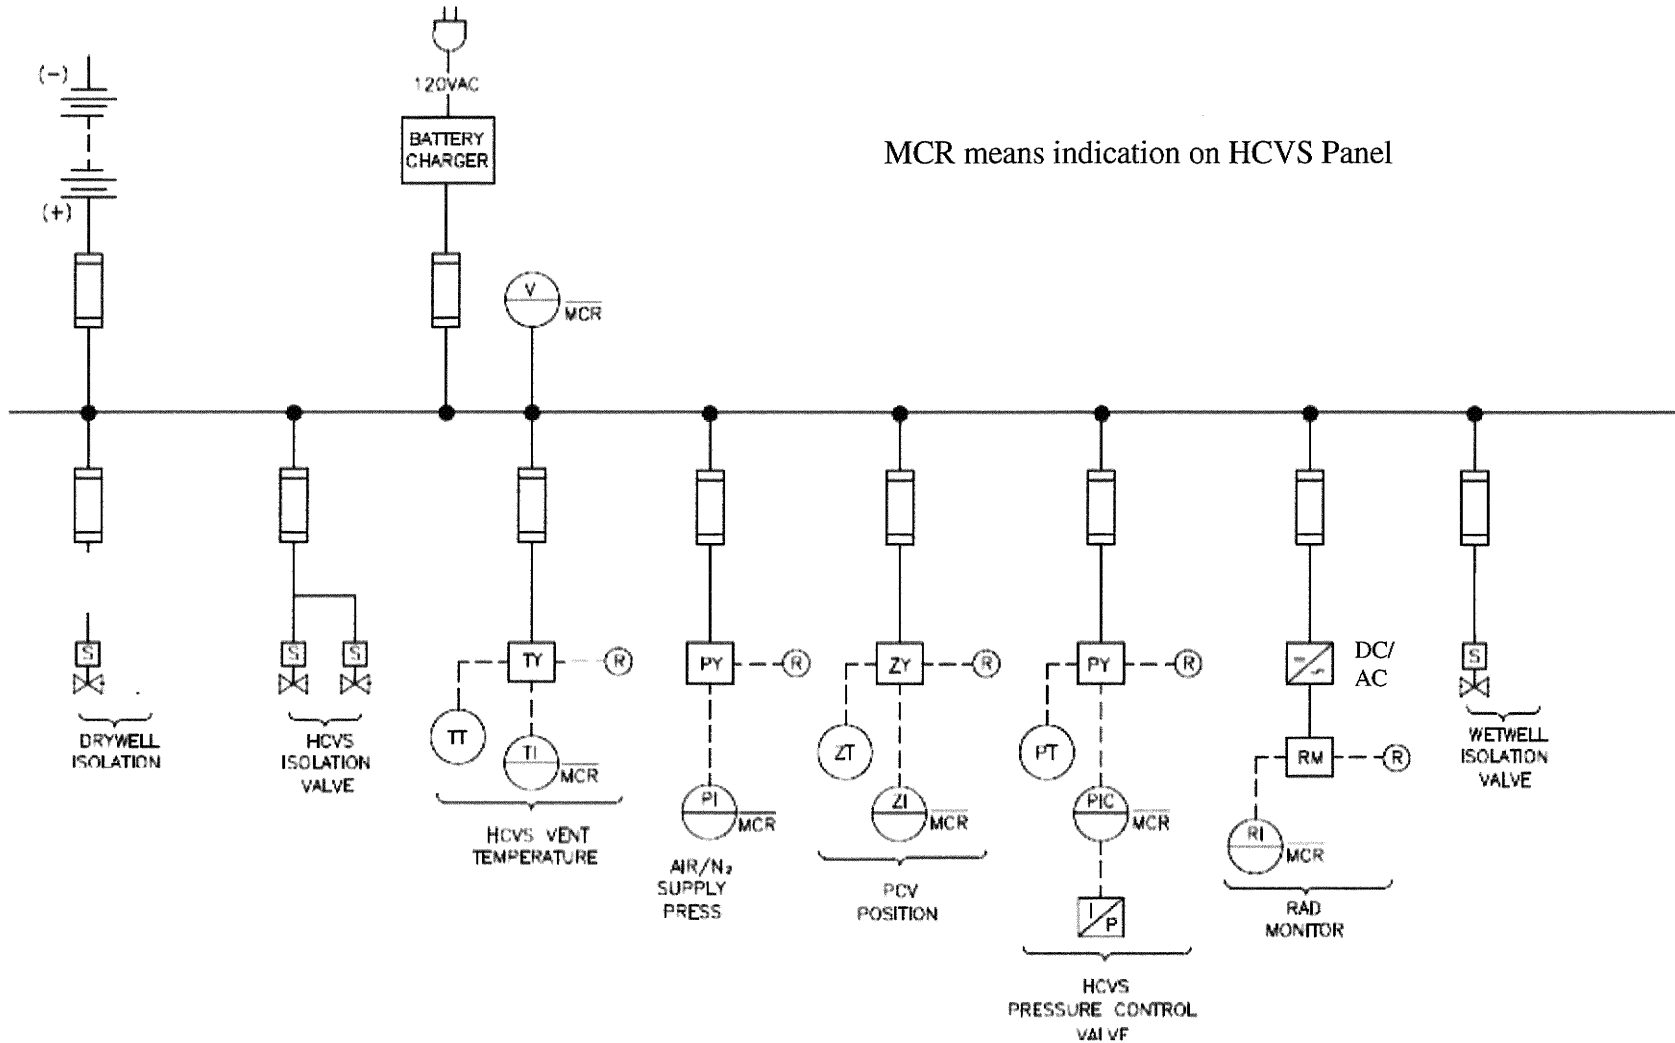 (-)
(+)
120VAC
BATTERY
CHARGER
MCR means indication on HCVS Panel
V
MCR
S
S
S
TY
R
PY
R
ZY
R
PY
R
DC/
AC
S
TT
TI
MCR
ZT
PT
RM
R
PI
MCR
ZI
MCR
PIC
MCR
RI
MCR
I/P
DRYWELL
ISOLATION
HCVS
ISOLATION
VALVE
HCVS VENT
TEMPERATURE
AIR/N₂
SUPPLY
PRESS
PCV
POSITION
HCVS
PRESSURE CONTROL
VALVE
RAD
MONITOR
WETWELL
ISOLATION
VALVE